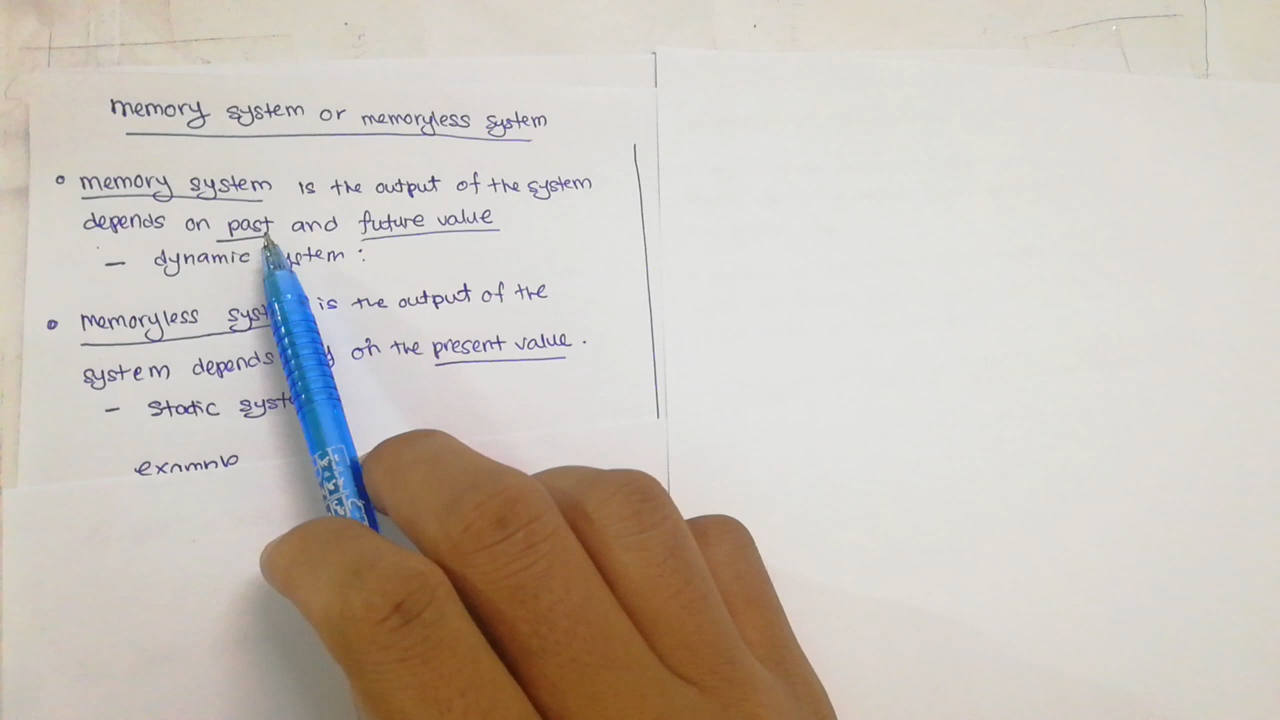 memory system or memoryless system
• memory system is the output of the system
depends on past and future value
– dynamic system :
• memoryless is the output of the
system depends on the present value .
– static